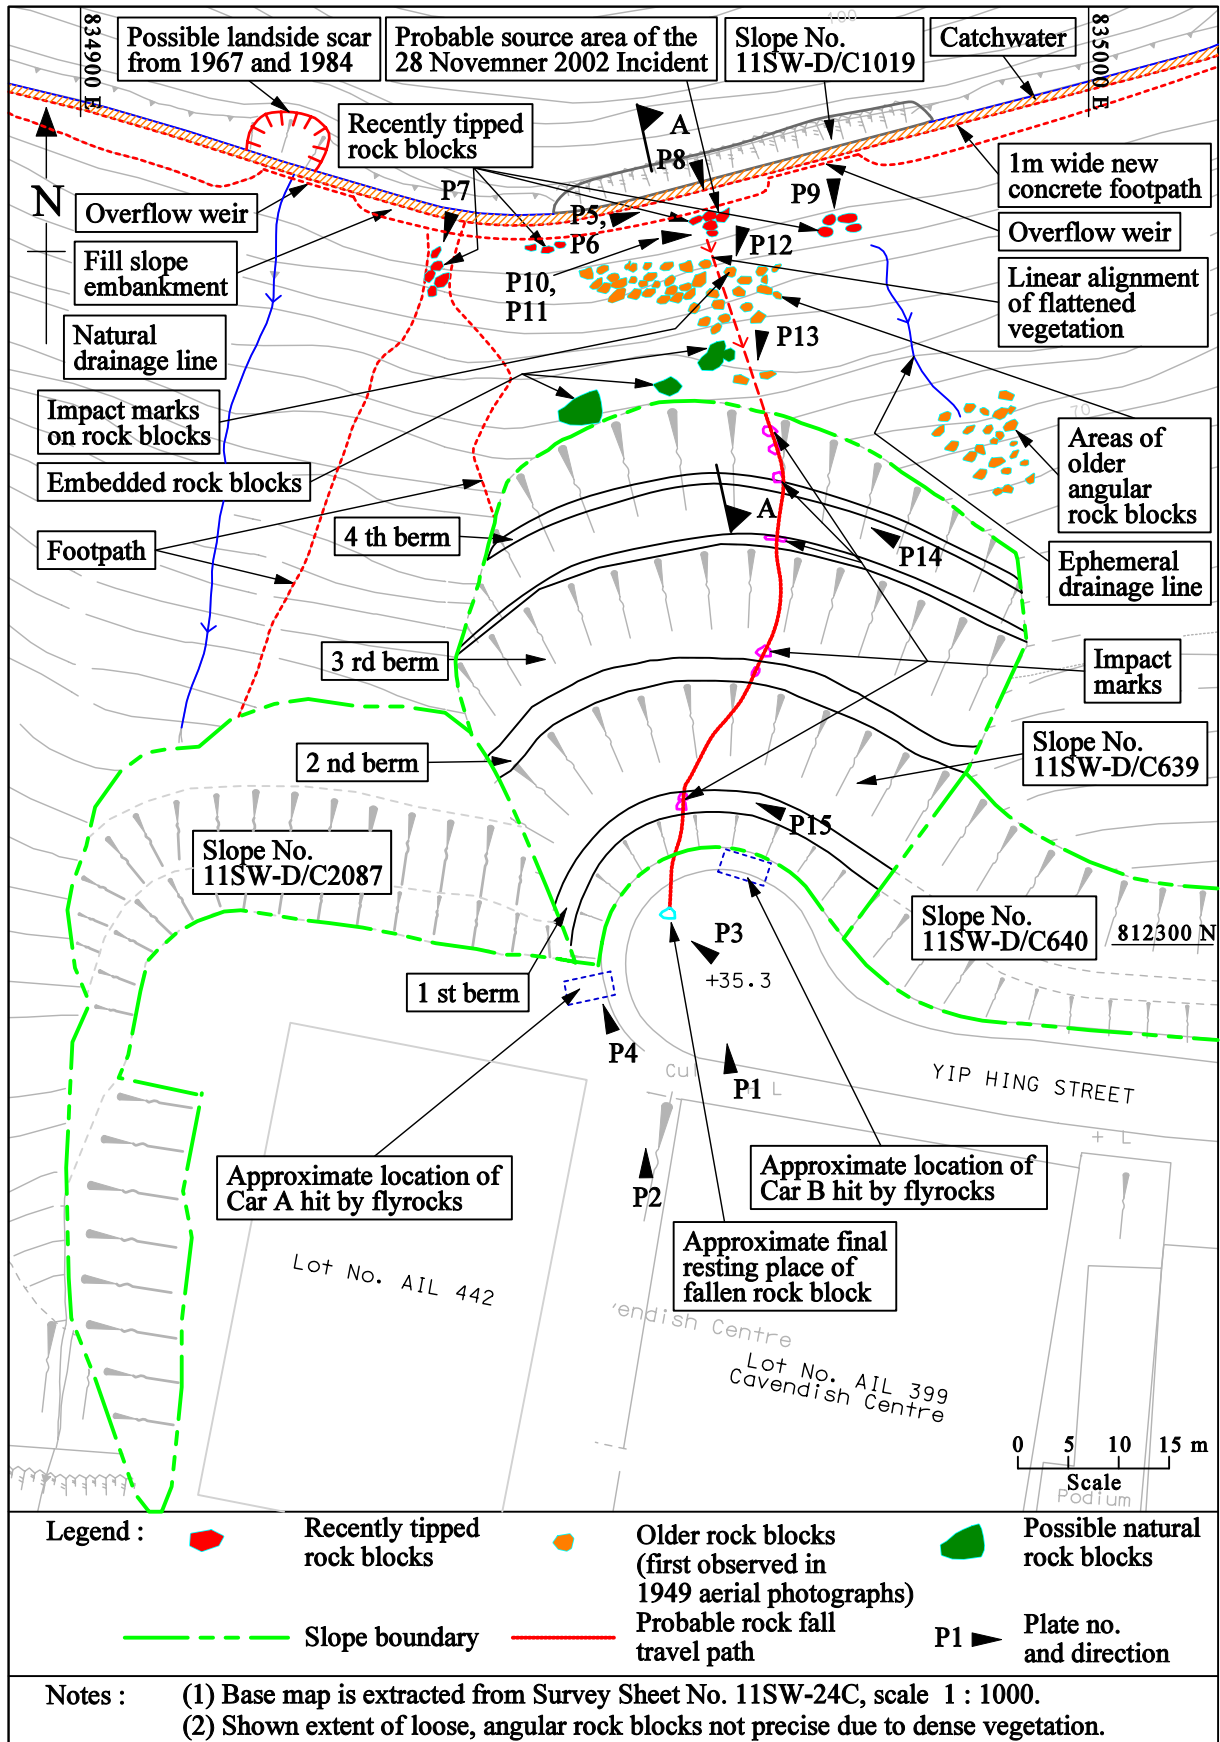 834900 E
Possible landside scar
from 1967 and 1984
Probable source area of the
28 Novemner 2002 Incident
100
Slope No.
11SW-D/C1019
Catchwater
835000 E
Recently tipped
rock blocks
A
P8
N
P7
P9
1m wide new
concrete footpath
Overflow weir
P5,
P6
Overflow weir
P12
Fill slope
embankment
P10,
P11
Linear alignment
of flattened
vegetation
Natural
drainage line
P13
Impact marks
on rock blocks
70
Areas of
older
angular
rock blocks
Embedded rock blocks
A
4 th berm
P14
Footpath
Ephemeral
drainage line
3 rd berm
Impact
marks
Slope No.
11SW-D/C639
2 nd berm
P15
Slope No.
11SW-D/C2087
Slope No.
11SW-D/C640
812300 N
P3
+35.3
1 st berm
P4
Cul
P1
L
YIP HING STREET
+ L
Approximate location of
Car A hit by flyrocks
Approximate location of
Car B hit by flyrocks
P2
Approximate final
resting place of
fallen rock block
Lot No. AIL 442
'endish Centre
Lot No. AIL 399
Cavendish Centre
0 5 10 15 m
Scale
Podium
Legend :
Recently tipped
rock blocks
Older rock blocks
(first observed in
1949 aerial photographs)
Possible natural
rock blocks
Slope boundary
Probable rock fall
travel path
P1
Plate no.
and direction
Notes :
(1) Base map is extracted from Survey Sheet No. 11SW-24C, scale 1 : 1000.
(2) Shown extent of loose, angular rock blocks not precise due to dense vegetation.